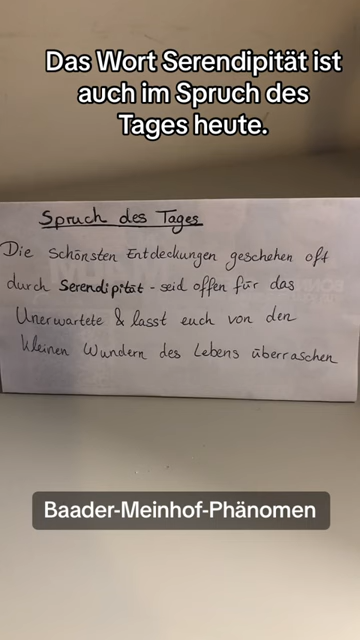 Das Wort Serendipität ist
auch im Spruch des
Tages heute.
Spruch des Tages
Die Schönsten Entdeckungen geschehen oft
durch Serendipität - seid offen für das
Unerwartete & lasst euch von den
kleinen Wundern des Lebens überraschen
Baader-Meinhof-Phänomen